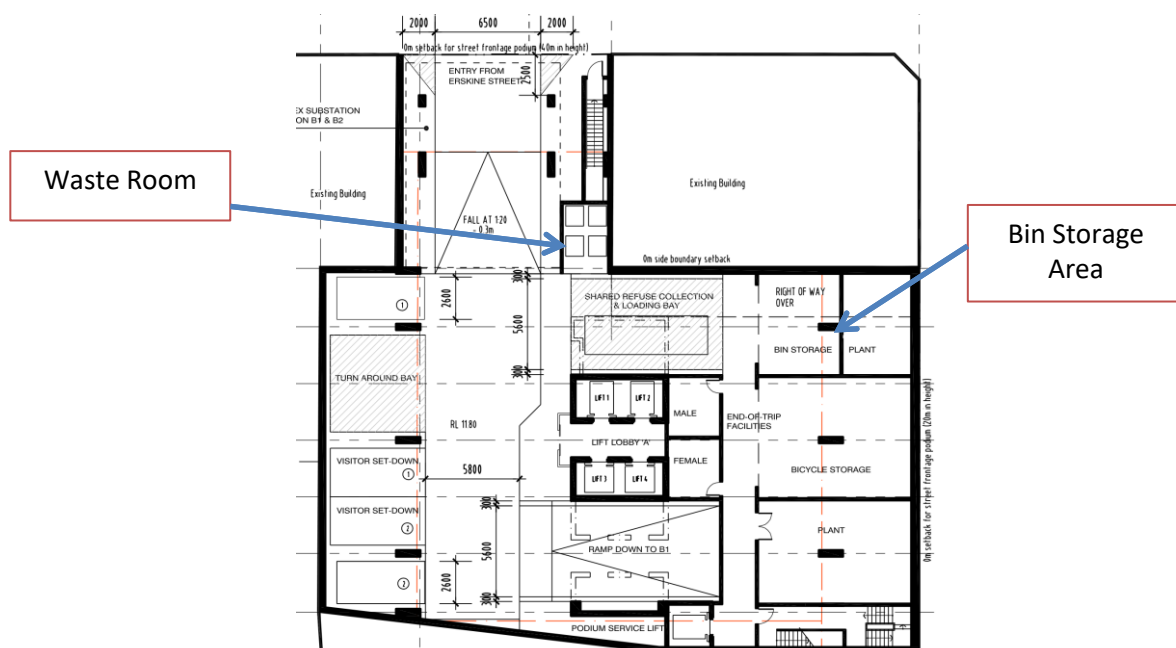 2000
6500
2000
0m setback for street frontage podium (40m in height)
ENTRY FROM
ERSKINE STREET
2500
EX SUBSTATION
ON B1 & B2
Waste Room
Existing Building
Existing Building
FALL AT 1:20
- 0.3m
Bin Storage
Area
0m side boundary setback
300
2600
1
SHARED REFUSE COLLECTION
& LOADING BAY
RIGHT OF WAY
OVER
5600
BIN STORAGE
PLANT
300
TURN AROUND BAY
LIFT 1
LIFT 2
MALE
END-OF-TRIP
FACILITIES
RL 11.80
LIFT LOBBY 'A'
VISITOR SET-DOWN
1
5800
FEMALE
BICYCLE STORAGE
LIFT 3
LIFT 4
0m setback for street frontage podium (20m in height)
VISITOR SET-DOWN
2
300
5600
PLANT
RAMP DOWN TO B1
2600
2
300
PODIUM SERVICE LIFT